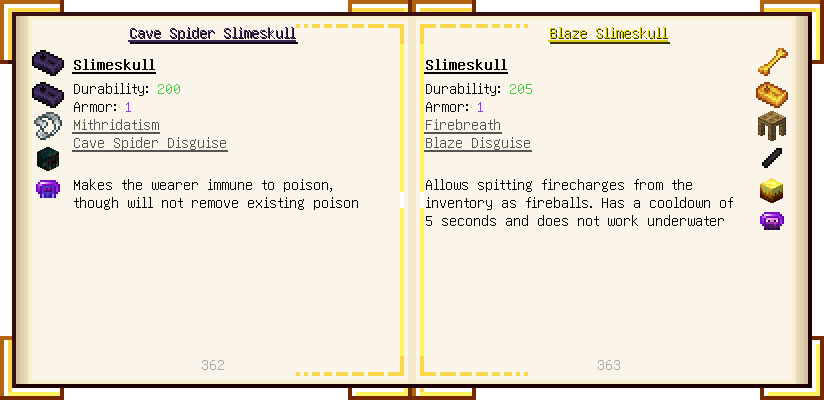 Cave Spider Slimeskull
Slimeskull
Durability: 200
Armor: 1
Mithridatism
Cave Spider Disguise
Makes the wearer immune to poison,
though will not remove existing poison
362
Blaze Slimeskull
Slimeskull
Durability: 205
Armor: 1
Firebreath
Blaze Disguise
Allows spitting firecharges from the
inventory as fireballs. Has a cooldown of
5 seconds and does not work underwater
363